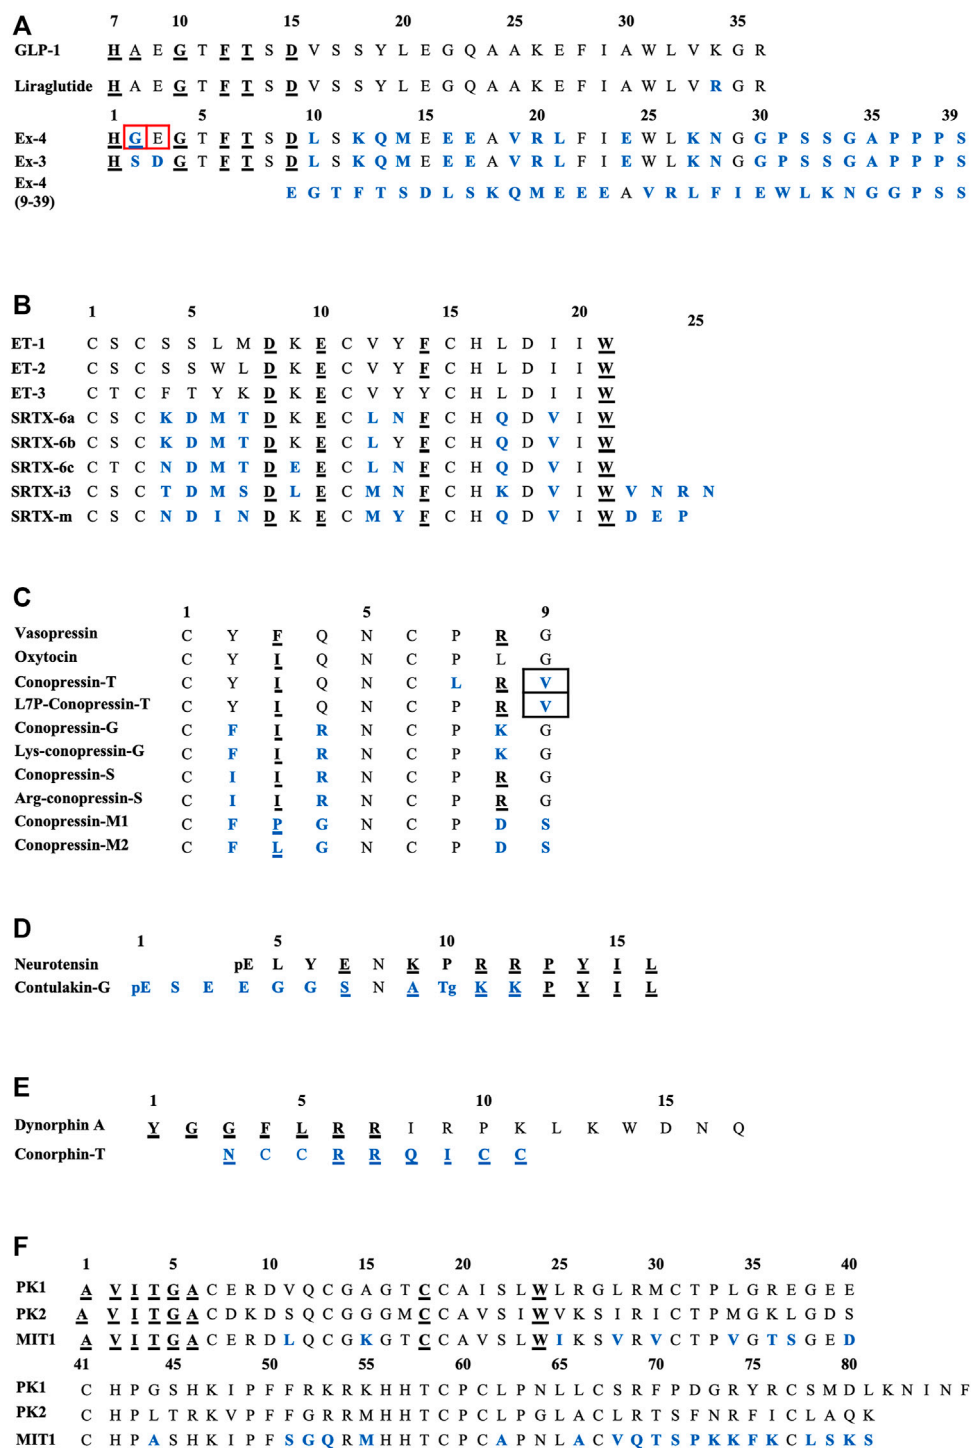 A
7 10 15 20 25 30 35
GLP-1 H A E G T F T S D V S S Y L E G Q A A K E F I A W L V K G R
Liraglutide H A E G T F T S D V S S Y L E G Q A A K E F I A W L V R G R
1 5 10 15 20 25 30 35 39
Ex-4 H G E G T F T S D L S K Q M E E E A V R L F I E W L K N G G P S S G A P P P S
Ex-3 H S D G T F T S D L S K Q M E E E A V R L F I E W L K N G G P S S G A P P P S
Ex-4
(9-39) E G T F T S D L S K Q M E E E A V R L F I E W L K N G G P S S
B
1 5 10 15 20 25
ET-1 C S C S S L M D K E C V Y F C H L D I I W
ET-2 C S C S S W L D K E C V Y F C H L D I I W
ET-3 C T C F T Y K D K E C V Y Y C H L D I I W
SRTX-6a C S C K D M T D K E C L N F C H Q D V I W
SRTX-6b C S C K D M T D K E C L Y F C H Q D V I W
SRTX-6c C T C N D M T D E E C L N F C H Q D V I W
SRTX-i3 C S C T D M S D L E C M N F C H K D V I W V N R N
SRTX-m C S C N D I N D K E C M Y F C H Q D V I W D E P
C
1 5 9
Vasopressin C Y F Q N C P R G
Oxytocin C Y I Q N C P L G
Conopressin-T C Y I Q N C L R V
L7P-Conopressin-T C Y I Q N C P R V
Conopressin-G C F I R N C P K G
Lys-conopressin-G C F I R N C P K G
Conopressin-S C I I R N C P R G
Arg-conopressin-S C I I R N C P R G
Conopressin-M1 C F P G N C P D S
Conopressin-M2 C F L G N C P D S
D
1 5 10 15
Neurotensin pE L Y E N K P R R P Y I L
Contulakin-G pE S E E G G S N A Tg K K P Y I L
E
1 5 10 15
Dynorphin A Y G G F L R R I R P K L K W D N Q
Conorphin-T N C C R R Q I C C
F
1 5 10 15 20 25 30 35 40
PK1 A V I T G A C E R D V Q C G A G T C C A I S L W L R G L R M C T P L G R E G E E
PK2 A V I T G A C D K D S Q C G G G M C C A V S I W V K S I R I C T P M G K L G D S
MIT1 A V I T G A C E R D L Q C G K G T C C A V S L W I K S V R V C T P V G T S G E D
41 45 50 55 60 65 70 75 80
PK1 C H P G S H K I P F F R K R K H H T C P C L P N L L C S R F P D G R Y R C S M D L K N I N F
PK2 C H P L T R K V P F F G R R M H H T C P C L P G L A C L R T S F N R F I C L A Q K
MIT1 C H P A S H K I P F S G Q R M H H T C P C A P N L A C V Q T S P K K F K C L S K S